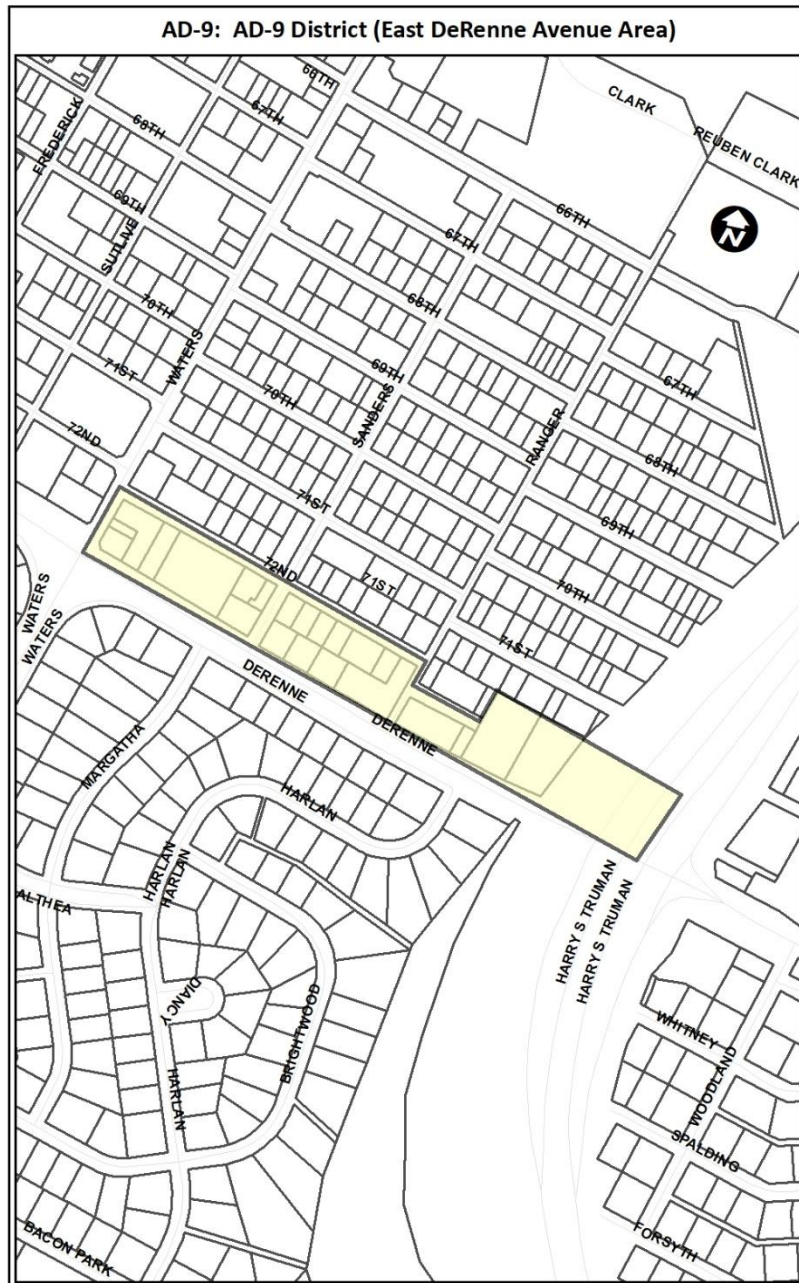 AD-9: AD-9 District (East DeRenne Avenue Area)
66TH
CLARK
67TH
FREDERICK
68TH
REUBEN CLARK
69TH
66TH
N
SUTLIVE
67TH
70TH
68TH
WATERS
71ST
69TH
67TH
70TH
SANDERS
72ND
RANGER
68TH
71ST
69TH
72ND
71ST
70TH
WATERS
WATERS
71ST
DERENNE
DERENNE
MARGATHA
HARLAN
HARLAN
HARLAN
ALTHEA
HARRY S TRUMAN
HARRY S TRUMAN
DIANCY
BRIGHTWOOD
WHITNEY
HARLAN
WOODLAND
SPALDING
BACON PARK
FORSYTH